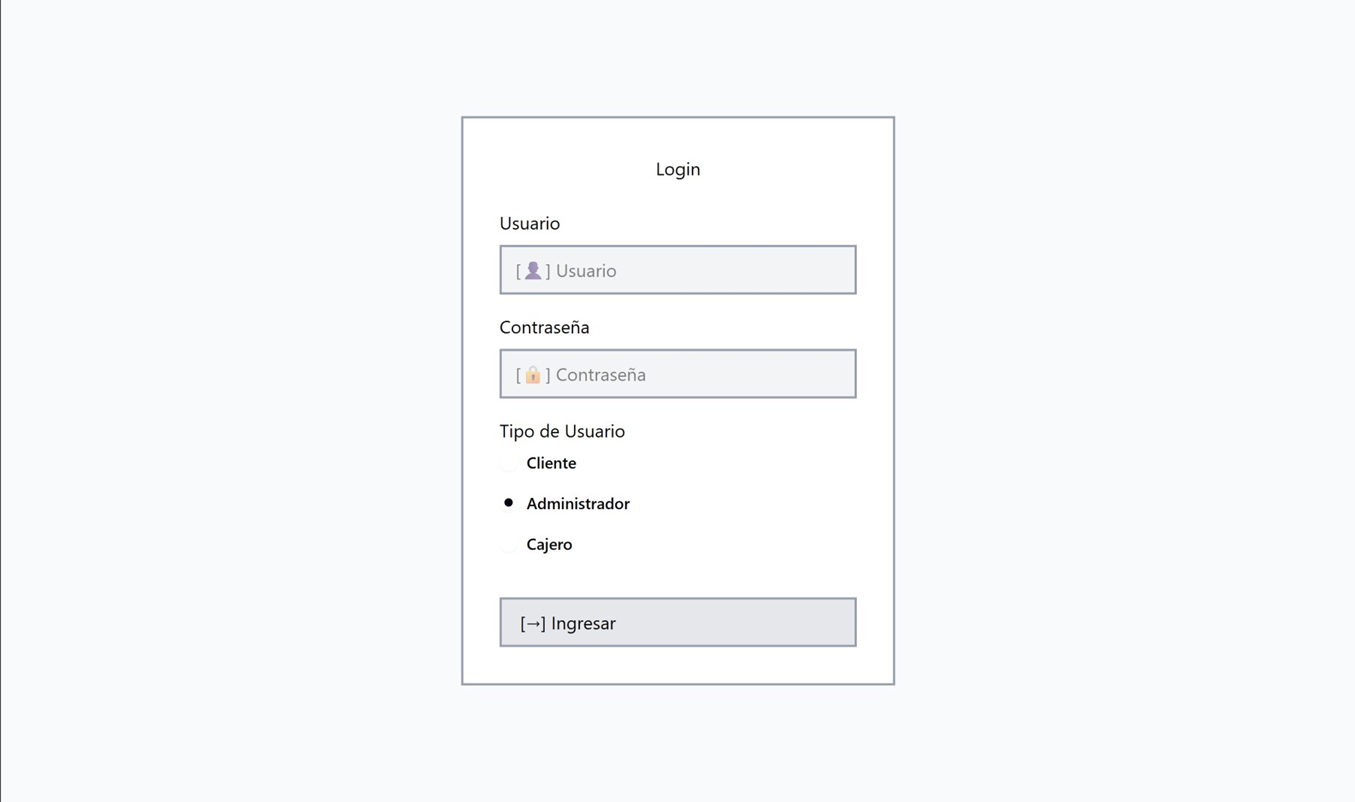 Login
Usuario
[👤] Usuario
Contraseña
[🔒] Contraseña
Tipo de Usuario
Cliente
Administrador
Cajero
[→] Ingresar